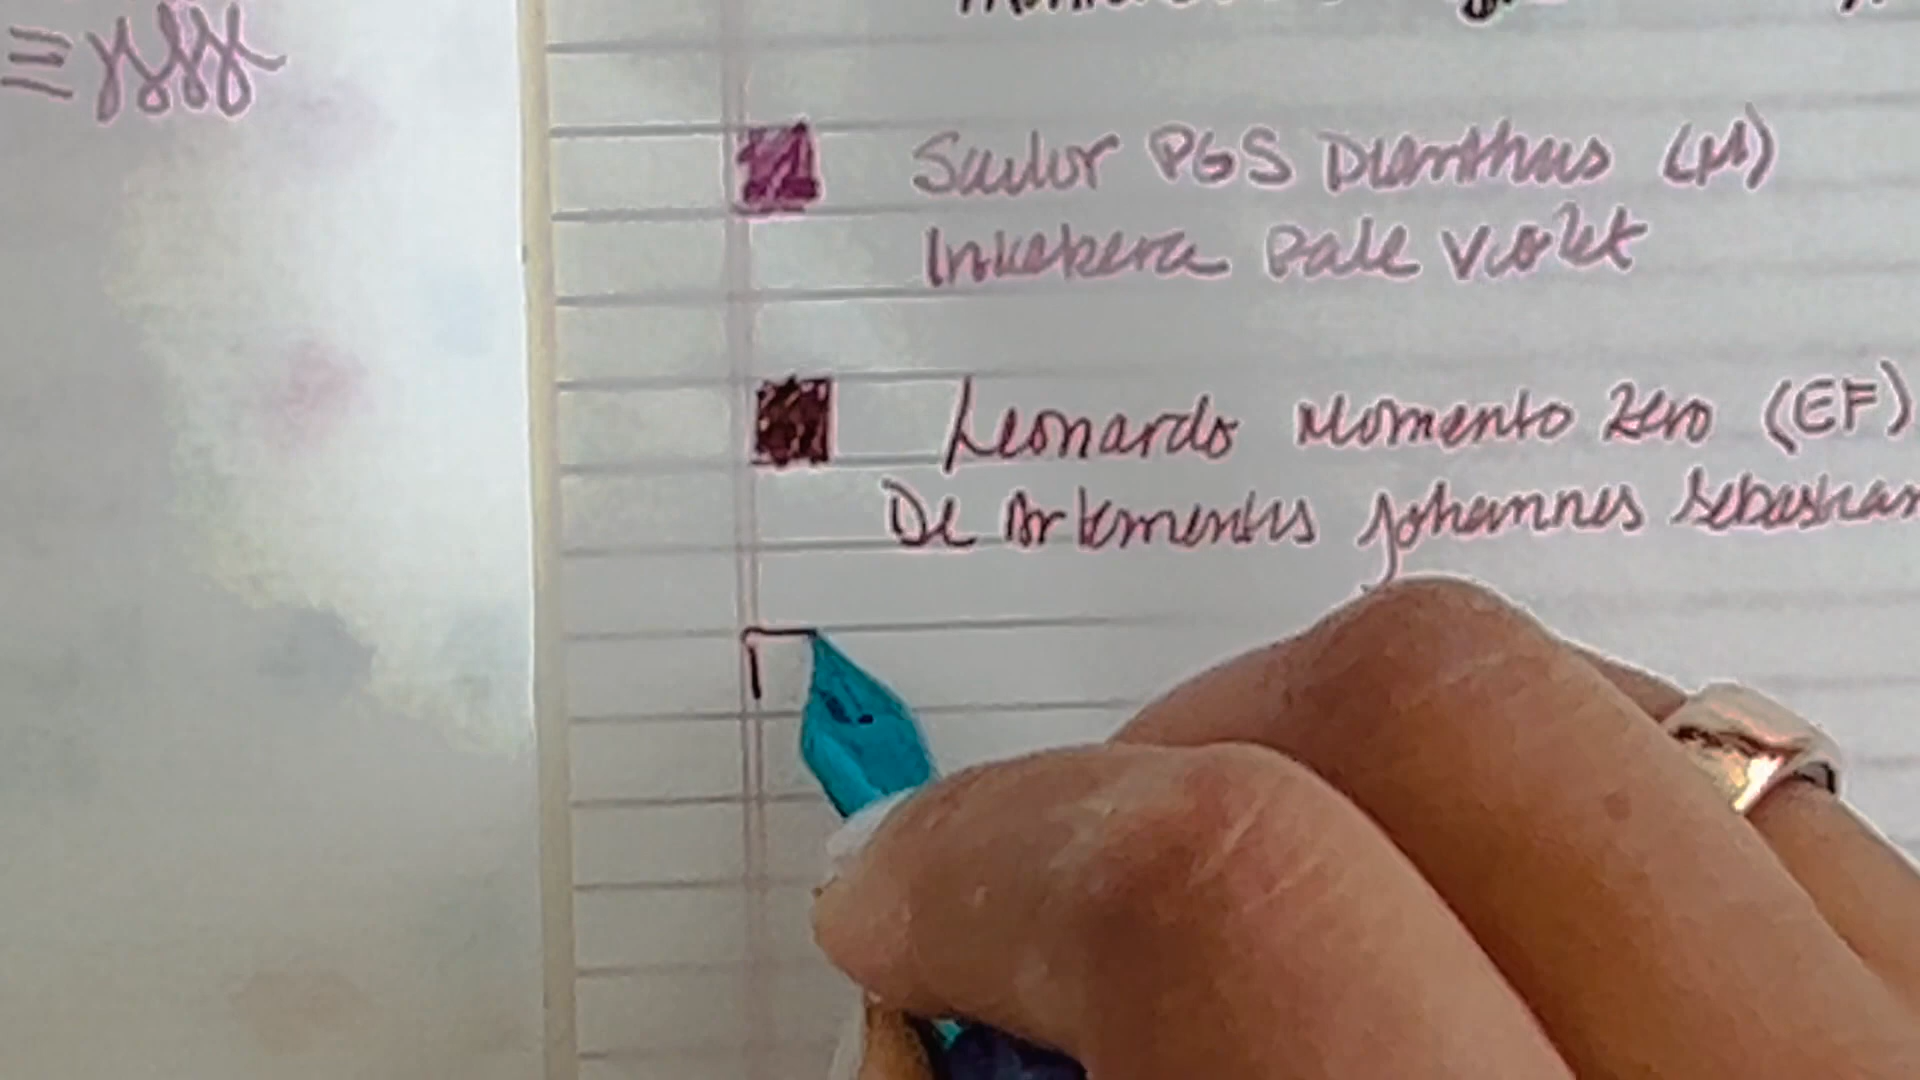 Sailor PGS Dianthus (M)
Inkebara Pale Violet
Leonardo Momento Zero (EF)
De Atramentis Johannes Sebastian